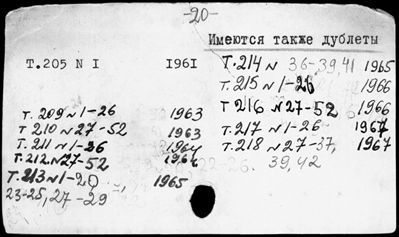 -20-
Имеются также дублеты
Т.205 N I 1961
Т.209 N 1-26 1963
Т 210 N 27-52 1963
Т. 211 N 1-26 1964
Т. 212 N 27-52 1964
Т. 213 N 1-20, 1965
23-25, 27-29
Т. 214 N 36-39, 41 1965
Т. 215 N 1-26 1966
Т 216 N 27-52 1966
Т. 217 N 1-26 1967
Т. 218 N 27-37, 1967
39, 42